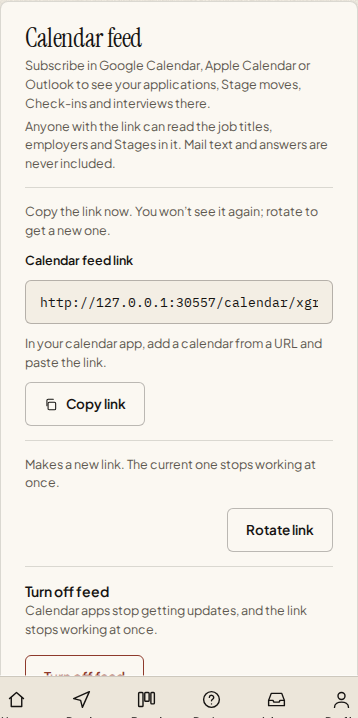 Calendar feed
Subscribe in Google Calendar, Apple Calendar or
Outlook to see your applications, Stage moves,
Check-ins and interviews there.
Anyone with the link can read the job titles,
employers and Stages in it. Mail text and answers are
never included.
Copy the link now. You won't see it again; rotate to
get a new one.
Calendar feed link
http://127.0.0.1:30557/calendar/xgr
In your calendar app, add a calendar from a URL and
paste the link.
Copy link
Makes a new link. The current one stops working at
once.
Rotate link
Turn off feed
Calendar apps stop getting updates, and the link
stops working at once.
Turn off feed